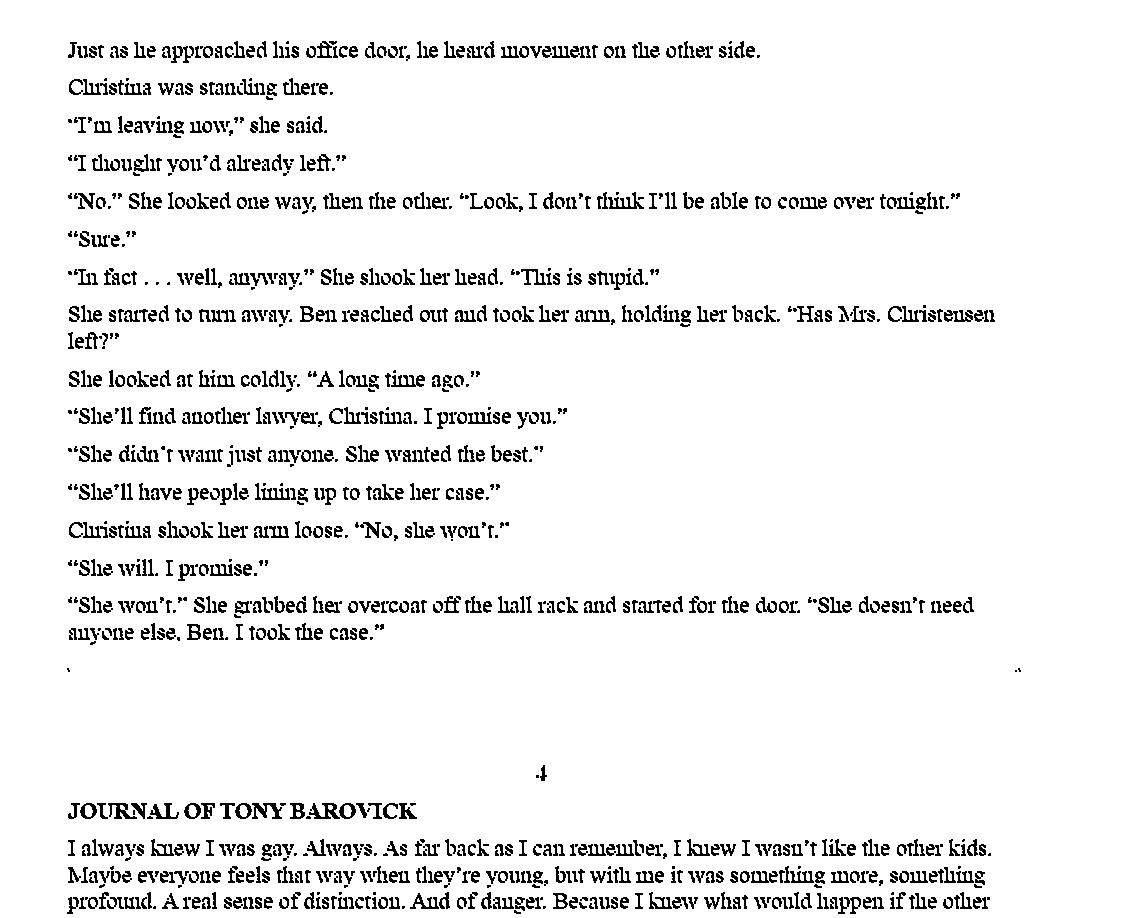 Just as he approached his office door, he heard movement on the other side.
Christina was standing there.
“I’m leaving now,” she said.
“I thought you’d already left.”
“No.” She looked one way, then the other. “Look, I don’t think I’ll be able to come over tonight.”
“Sure.”
“In fact . . . well, anyway.” She shook her head. “This is stupid.”
She started to turn away. Ben reached out and took her arm, holding her back. “Has Mrs. Christensen
left?”
She looked at him coldly. “A long time ago.”
“She’ll find another lawyer, Christina. I promise you.”
“She didn’t want just anyone. She wanted the best.”
“She’ll have people lining up to take her case.”
Christina shook her arm loose. “No, she won’t.”
“She will. I promise.”
“She won’t.” She grabbed her overcoat off the hall rack and started for the door. “She doesn’t need
anyone else, Ben. I took the case.”
4
JOURNAL OF TONY BAROVICK
I always knew I was gay. Always. As far back as I can remember, I knew I wasn’t like the other kids.
Maybe everyone feels that way when they’re young, but with me it was something more, something
profound. A real sense of distinction. And of danger. Because I knew what would happen if the other